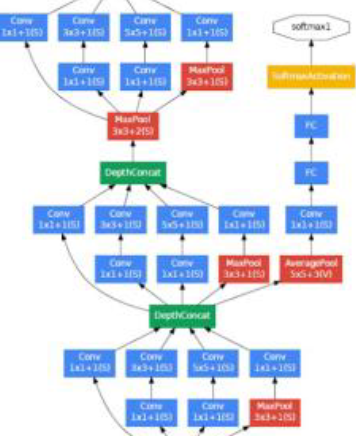 softmax1
Conv Conv Conv Conv
1x1+1(S) 3x3+1(S) 5x5+1(S) 1x1+1(S)
SoftmaxActivation
Conv Conv MaxPool
1x1+1(S) 1x1+1(S) 3x3+1(S)
MaxPool
3x3+2(S)
FC
DepthConcat
FC
Conv Conv Conv Conv Conv
1x1+1(S) 3x3+1(S) 5x5+1(S) 1x1+1(S) 1x1+1(S)
Conv Conv MaxPool AveragePool
1x1+1(S) 1x1+1(S) 3x3+1(S) 5x5+3(V)
DepthConcat
Conv Conv Conv Conv
1x1+1(S) 3x3+1(S) 5x5+1(S) 1x1+1(S)
Conv Conv MaxPool
1x1+1(S) 1x1+1(S) 3x3+1(S)